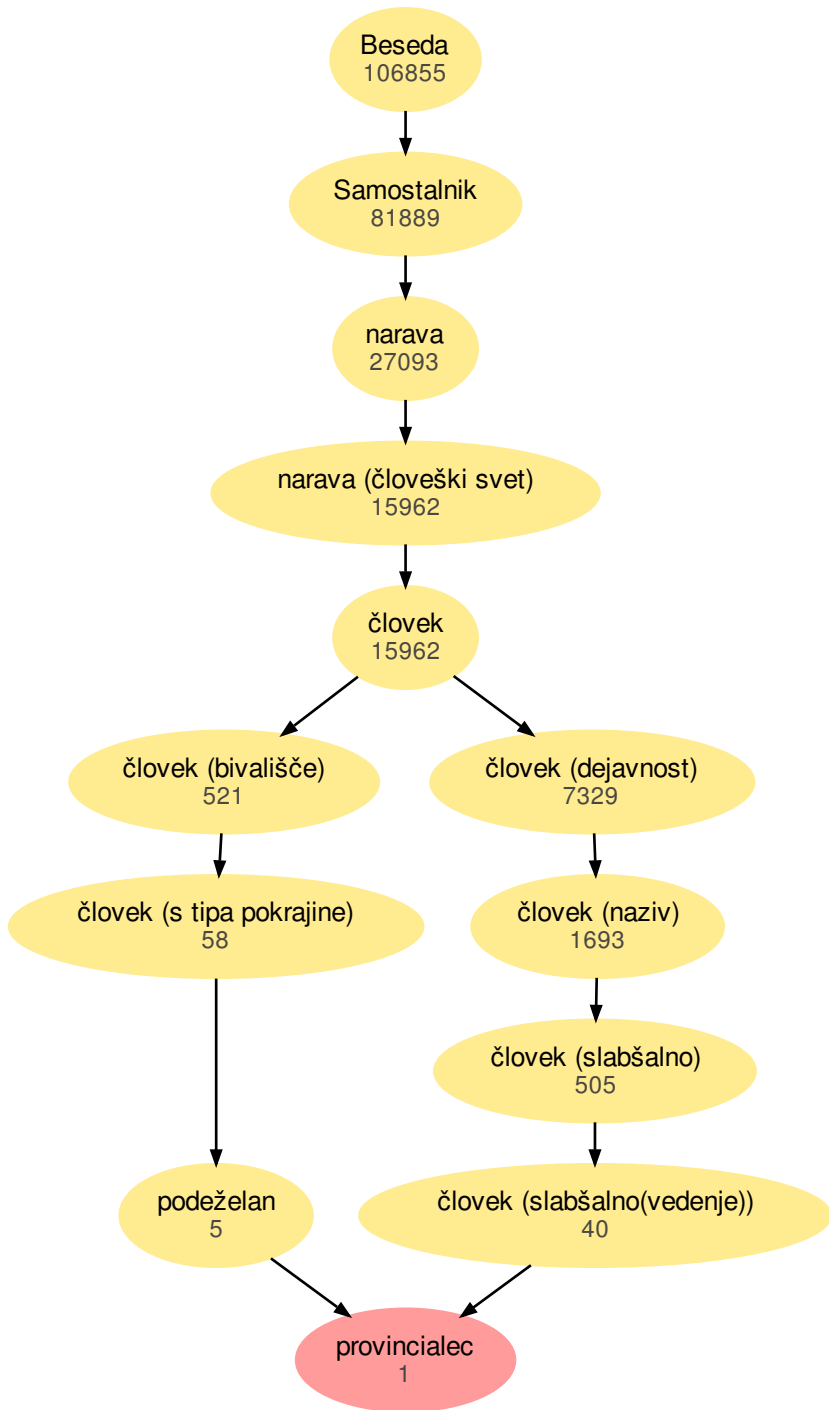 Beseda
106855
Samostalnik
81889
narava
27093
narava (človeški svet)
15962
človek
15962
človek (bivališče)
521
človek (dejavnost)
7329
človek (s tipa pokrajine)
58
človek (naziv)
1693
človek (slabšalno)
505
podeželan
5
človek (slabšalno(vedenje))
40
provincialec
1